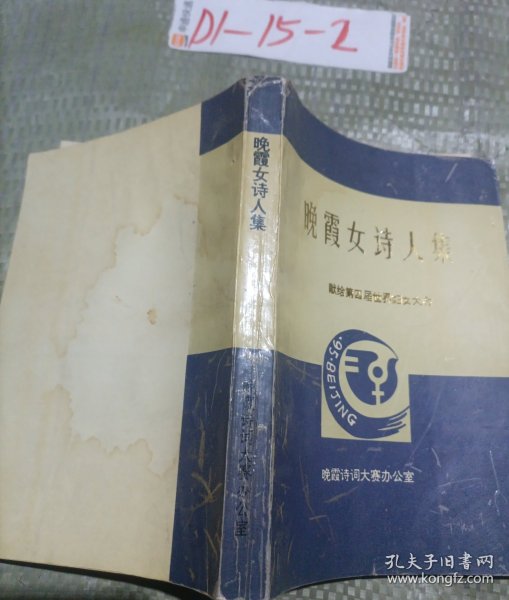 D1-15-2
晚霞女诗人集
晚霞诗词大赛办公室
晚霞女诗人集
献给第四届世界妇女大会
'95·BEIJING
晚霞诗词大赛办公室
孔夫子旧书网
www.kongfz.com